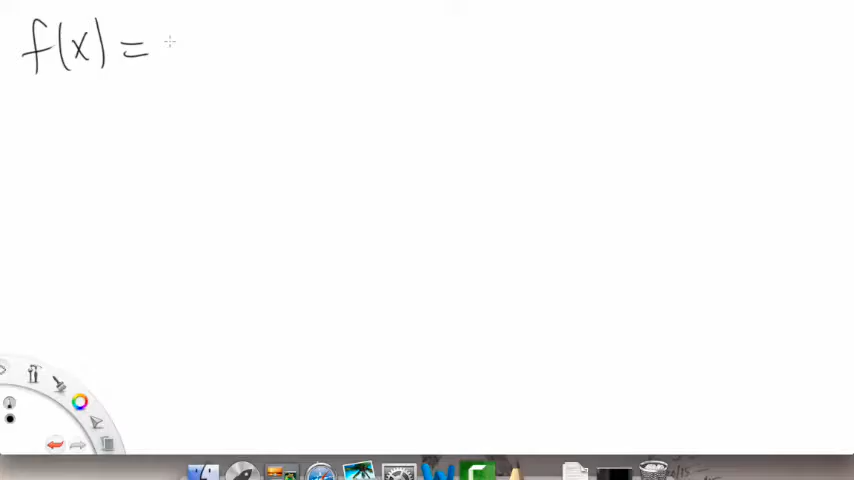 f(x) =